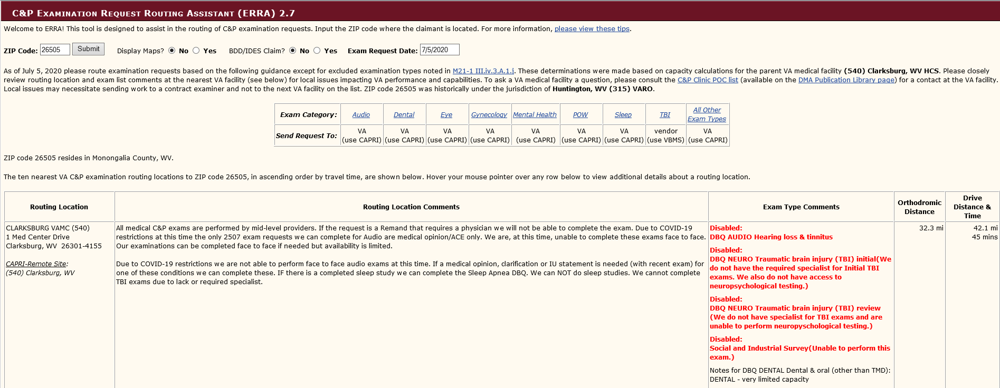 C&P Examination Request Routing Assistant (ERRA) 2.7
Welcome to ERRA! This tool is designed to assist in the routing of C&P examination requests. Input the ZIP code where the claimant is located. For more information, please view these tips.
ZIP Code: 26505 Submit Display Maps? No Yes BDD/IDES Claim? No Yes Exam Request Date: 7/5/2020
As of July 5, 2020 please route examination requests based on the following guidance except for excluded examination types noted in M21-1 III.iv.3.A.1.j. These determinations were made based on capacity calculations for the parent VA medical facility (540) Clarksburg, WV HCS. Please closely
review routing location and exam list comments at the nearest VA facility (see below) for local issues impacting VA performance and capabilities. To ask a VA medical facility a question, please consult the C&P Clinic POC list (available on the DMA Publication Library page) for a contact at the VA facility.
Local issues may necessitate sending work to a contract examiner and not to the next VA facility on the list. ZIP code 26505 was historically under the jurisdiction of Huntington, WV (315) VARO.
Exam Category: Audio Dental Eye Gynecology Mental Health POW Sleep TBI All Other
Exam Types
Send Request To: VA VA VA VA VA VA VA vendor VA
(use CAPRI) (use CAPRI) (use CAPRI) (use CAPRI) (use CAPRI) (use CAPRI) (use CAPRI) (use VBMS) (use CAPRI)
ZIP code 26505 resides in Monongalia County, WV.
The ten nearest VA C&P examination routing locations to ZIP code 26505, in ascending order by travel time, are shown below. Hover your mouse pointer over any row below to view additional details about a routing location.
Routing Location
Routing Location Comments
Exam Type Comments
Orthodromic
Distance
Drive
Distance &
Time
CLARKSBURG VAMC (540)
1 Med Center Drive
Clarksburg, WV 26301-4155
CAPRI-Remote Site:
(540) Clarksburg, WV
All medical C&P exams are performed by mid-level providers. If the request is a Remand that requires a physician we will not be able to complete the exam. Due to COVID-19
restrictions at this time the only 2507 exam requests we can complete for Audio are medical opinion/ACE only. We are, at this time, unable to complete these exams face to face.
Our examinations can be completed face to face if needed but availability is limited.
Due to COVID-19 restrictions we are not able to perform face to face audio exams at this time. If a medical opinion, clarification or IU statement is needed (with recent exam) for
one of these conditions we can complete these. IF there is a completed sleep study we can complete the Sleep Apnea DBQ. We can NOT do sleep studies. We cannot complete
TBI exams due to lack or required specialist.
Disabled:
DBQ AUDIO Hearing loss & tinnitus
Disabled:
DBQ NEURO Traumatic brain injury (TBI) initial(We
do not have the required specialist for Initial TBI
exams. We also do not have access to
neuropsychological testing.)
Disabled:
DBQ NEURO Traumatic brain injury (TBI) review
(We do not have specialist for TBI exams and are
unable to perform neuropyschological testing.)
Disabled:
Social and Industrial Survey(Unable to perform this
exam.)
Notes for DBQ DENTAL Dental & oral (other than TMD):
DENTAL - very limited capacity
32.3 mi
42.1 mi
45 mins